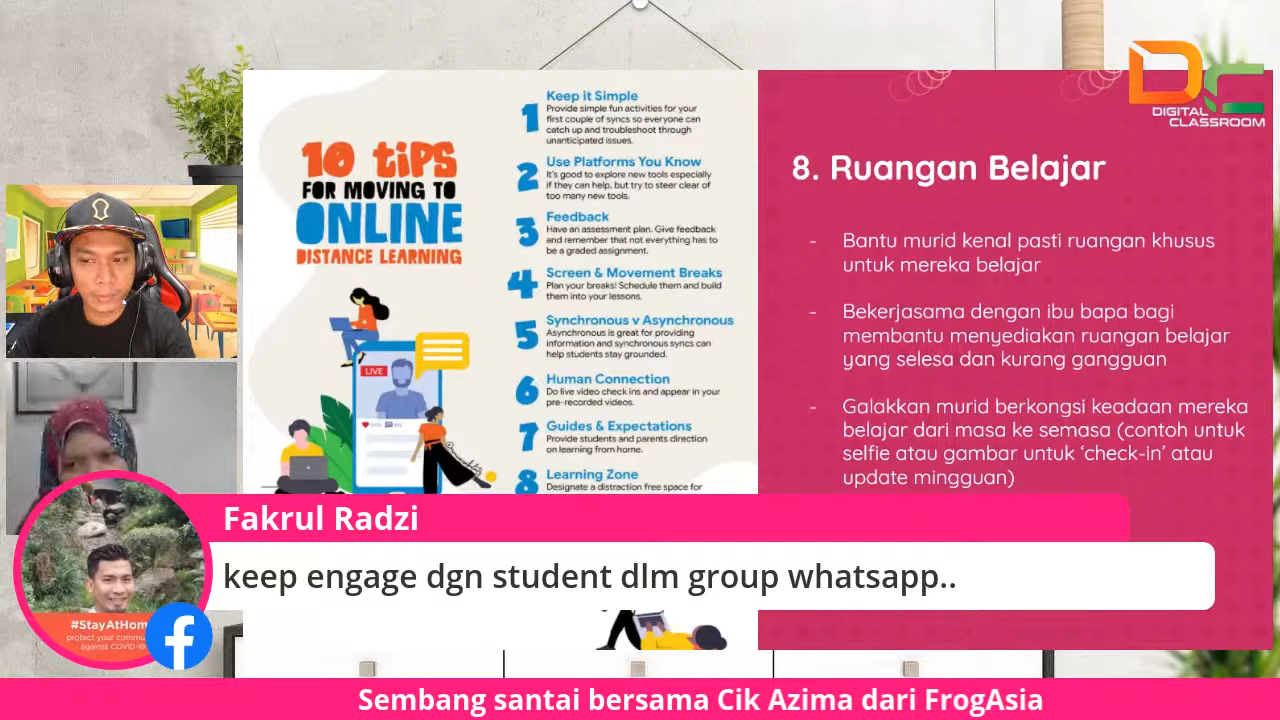 10 tiPS
FOR MOVING TO
ONLINE
DISTANCE LEARNING
LIVE
1
Keep it Simple
Provide simple fun activities for your
first couple of syncs so everyone can
catch up and troubleshoot through
unanticipated issues.
2
Use Platforms You Know
It's good to explore new tools especially
if they can help, but try to steer clear of
too many new tools.
3
Feedback
Have an assessment plan. Give feedback
and remember that not everything has to
be a graded assignment.
4
Screen & Movement Breaks
Plan your breaks! Schedule them and build
them into your lessons.
5
Synchronous v Asynchronous
Asynchronous is great for providing
information and synchronous syncs can
help students stay grounded.
6
Human Connection
Do live video check ins and appear in your
pre-recorded videos.
7
Guides & Expectations
Provide students and parents direction
on learning from home.
8
Learning Zone
Designate a distraction free space for
DC
DIGITAL
CLASSROOM
8. Ruangan Belajar
- Bantu murid kenal pasti ruangan khusus
untuk mereka belajar
- Bekerjasama dengan ibu bapa bagi
membantu menyediakan ruangan belajar
yang selesa dan kurang gangguan
- Galakkan murid berkongsi keadaan mereka
belajar dari masa ke semasa (contoh untuk
selfie atau gambar untuk 'check-in' atau
update mingguan)
Fakrul Radzi
keep engage dgn student dlm group whatsapp..
#StayAtHom
protect your commu
against COVID-19
Sembang santai bersama Cik Azima dari FrogAsia